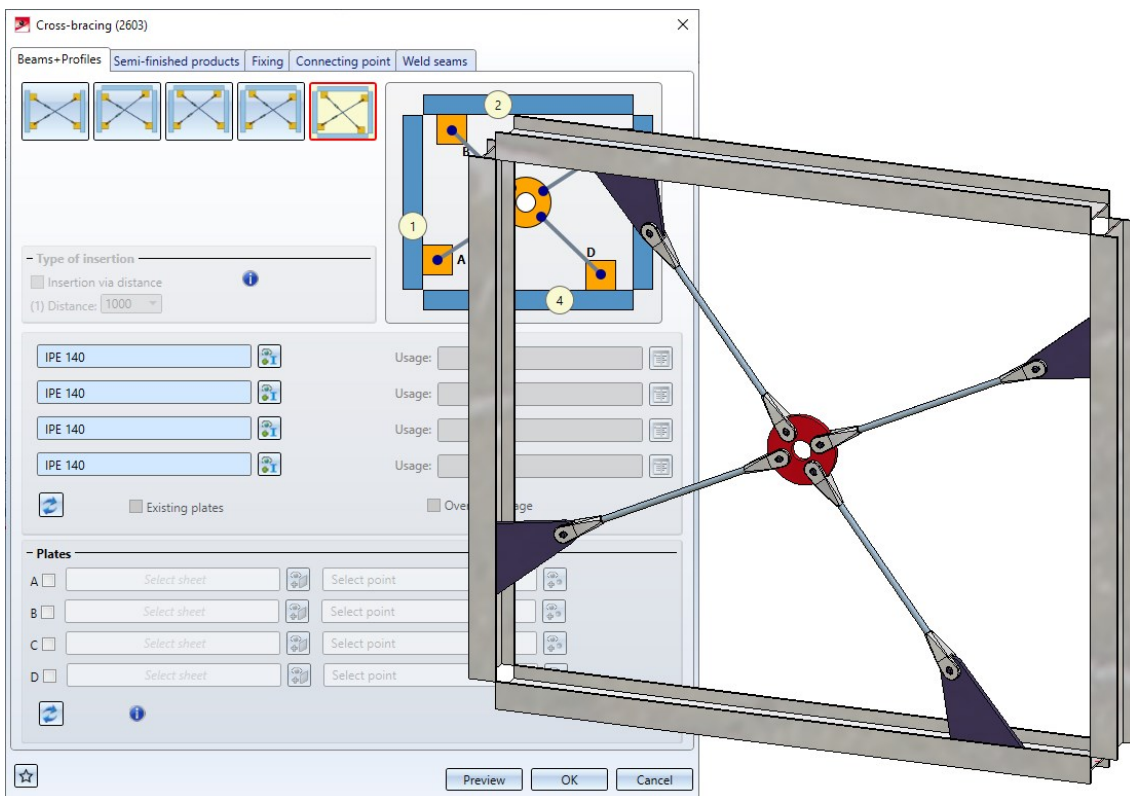 Cross-bracing (2603)
Beams+Profiles Semi-finished products Fixing Connecting point Weld seams
2
B
1
A
D
4
Type of insertion
Insertion via distance
(1) Distance: 1000
IPE 140 Usage:
IPE 140 Usage:
IPE 140 Usage:
IPE 140 Usage:
Existing plates
Plates
A Select sheet Select point
B Select sheet Select point
C Select sheet Select point
D Select sheet Select point
Preview OK Cancel